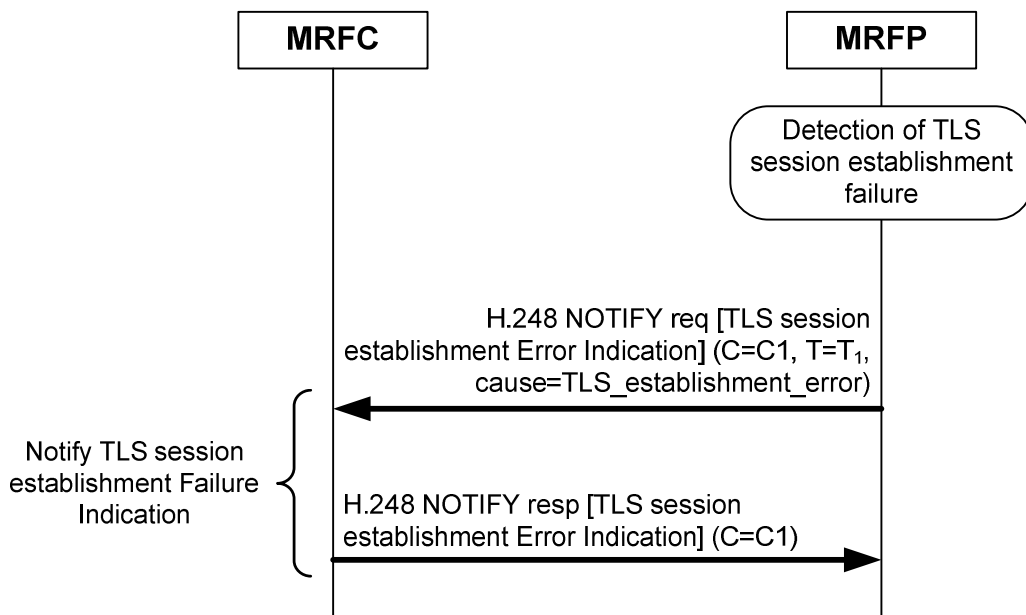 MRFC
MRFP
Detection of TLS
session establishment
failure
H.248 NOTIFY req [TLS session
establishment Error Indication] (C=C1, T=T₁,
cause=TLS_establishment_error)
Notify TLS session
establishment Failure
Indication
H.248 NOTIFY resp [TLS session
establishment Error Indication] (C=C1)